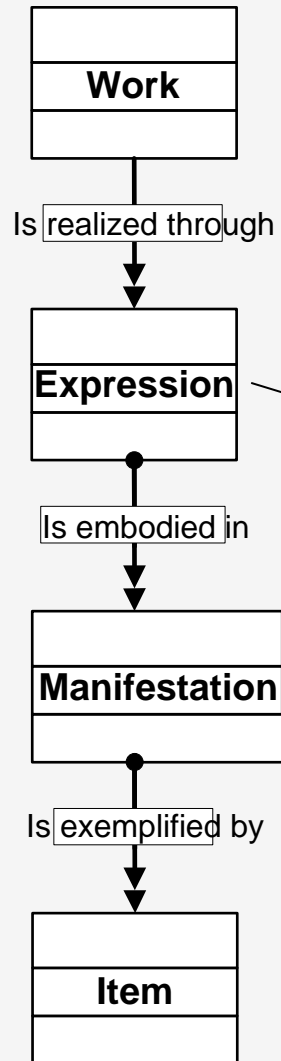 Work
Is realized through
Expression
Is embodied in
Manifestation
Is exemplified by
Item